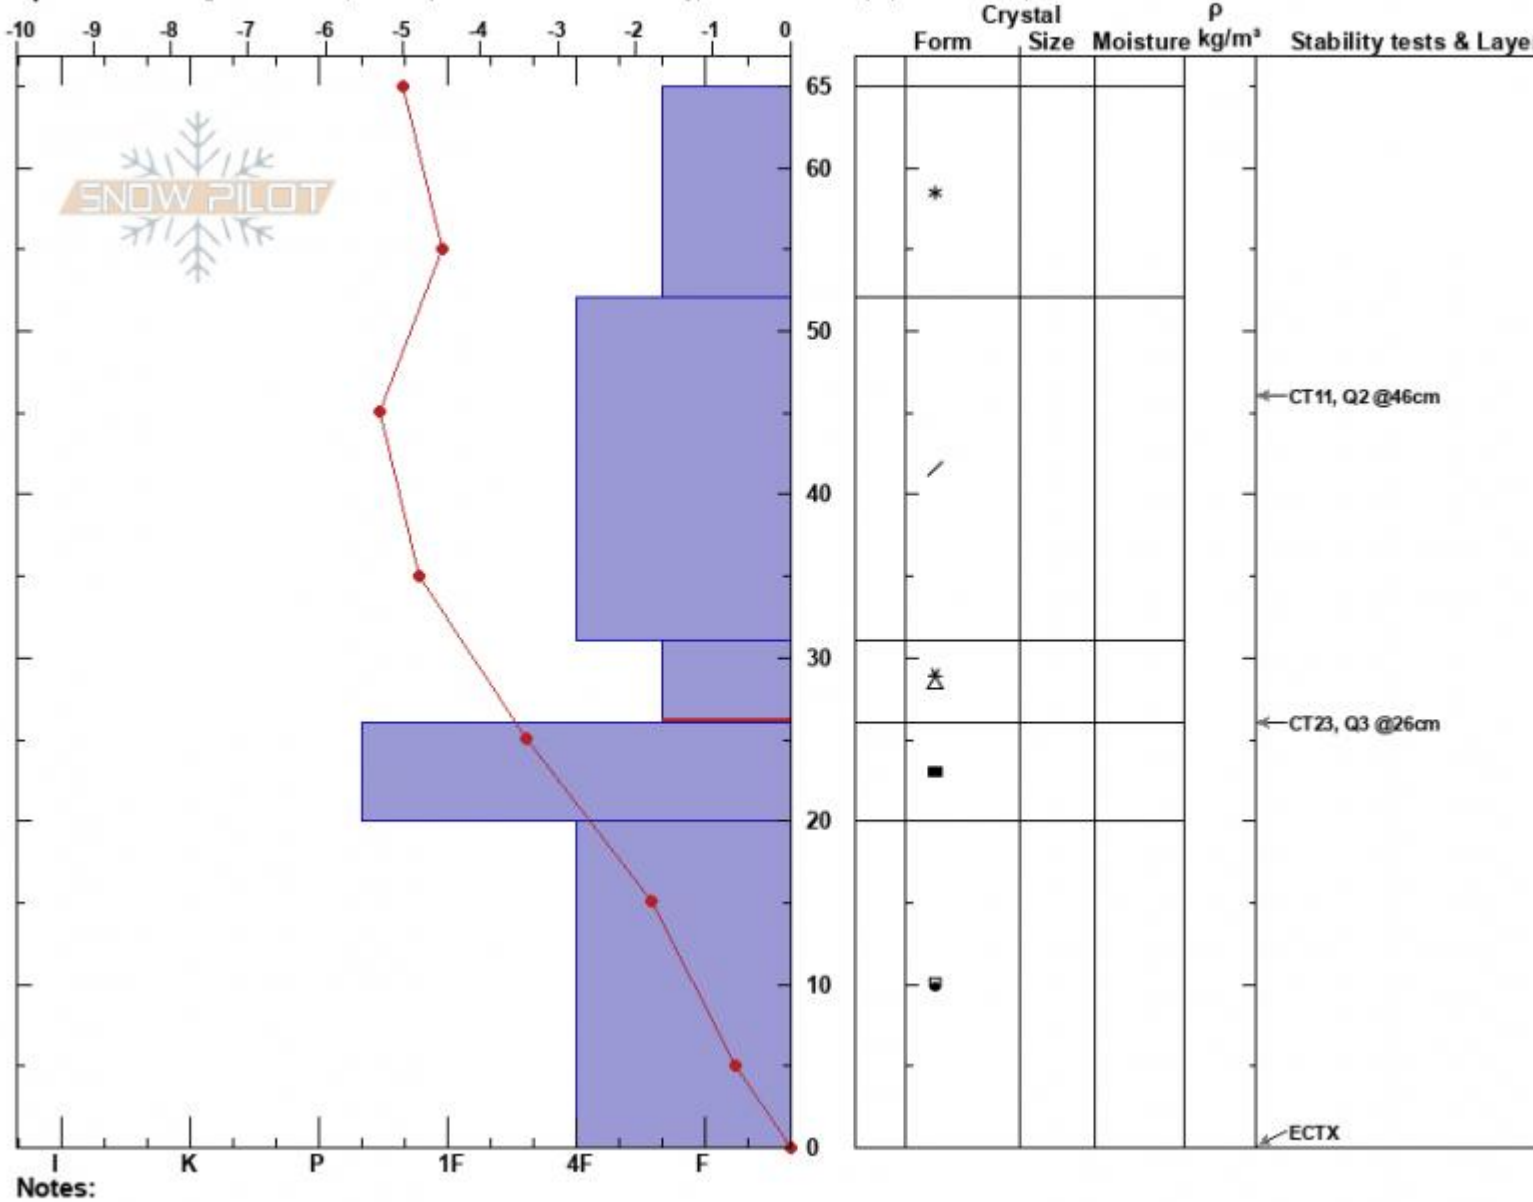 Crystal
ρ
-10 -9 -8 -7 -6 -5 -4 -3 -2 -1 0
Form Size Moisture kg/m³ Stability tests & Laye
65
SNOW PILOT
60
50
CT11, Q2 @46cm
40
30
CT23, Q3 @26cm
20
10
ECTX
0
I K P 1F 4F F
Notes: